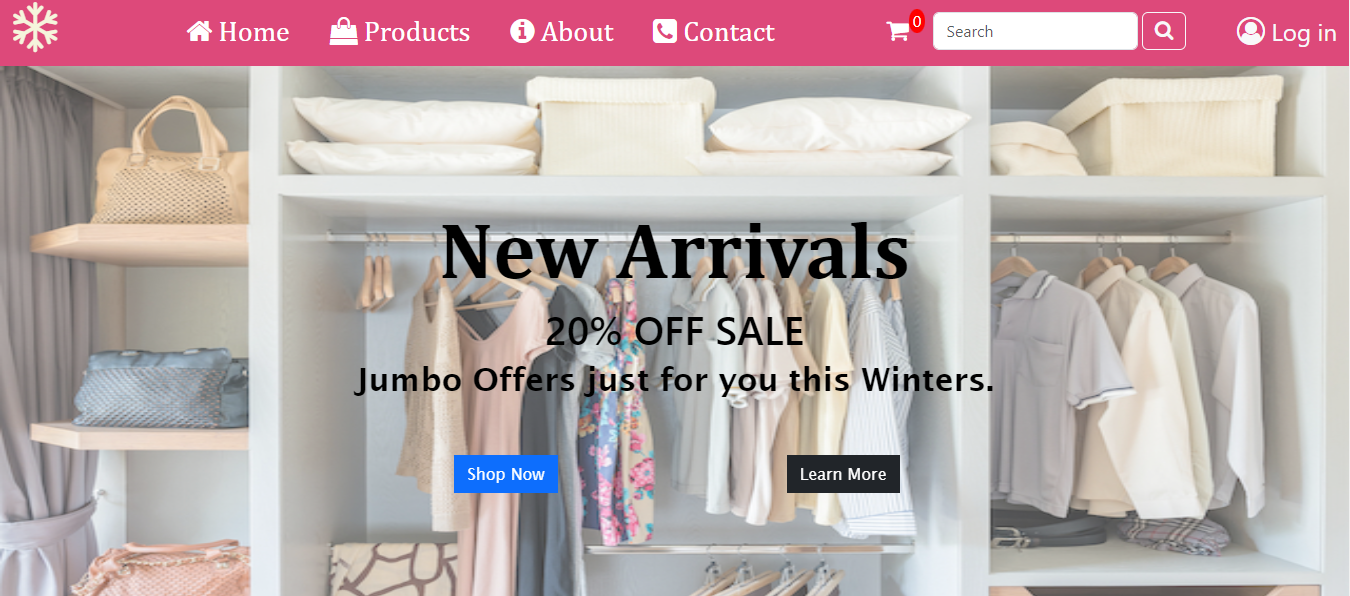 Home Products About Contact 0 Search Log in
New Arrivals
20% OFF SALE
Jumbo Offers just for you this Winters.
Shop Now Learn More